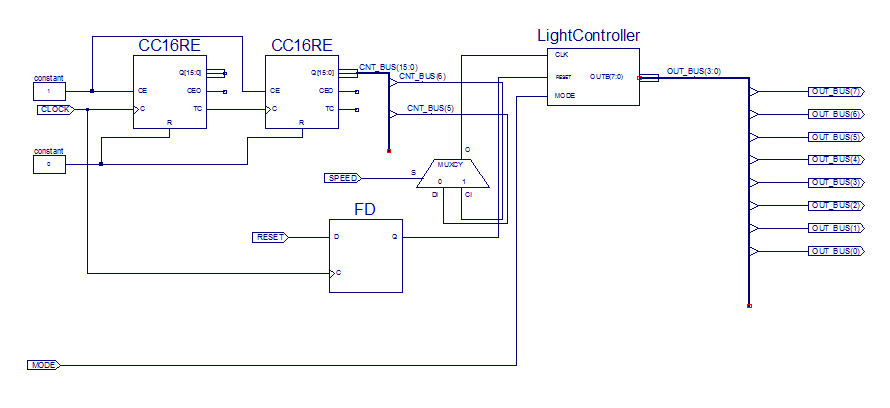 CC16RE
CC16RE
LightController
constant
1
CLOCK
constant
0
Q[15:0]
CE
CEO
C
TC
R
Q[15:0]
CE
CEO
C
TC
R
CNT_BUS(15:0)
CNT_BUS(6)
CNT_BUS(5)
O
MUXCY
S
0 1
DI CI
SPEED
CLK
RESET
MODE
OUTB(7:0)
OUT_BUS(3:0)
OUT_BUS(7)
OUT_BUS(6)
OUT_BUS(5)
OUT_BUS(4)
OUT_BUS(3)
OUT_BUS(2)
OUT_BUS(1)
OUT_BUS(0)
FD
RESET
D Q
C
MODE